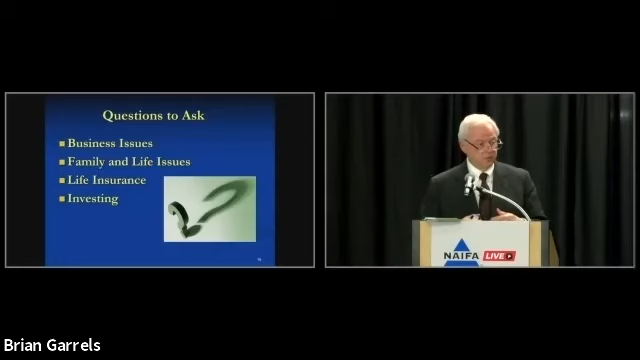 Questions to Ask
Business Issues
Family and Life Issues
Life Insurance
Investing
NAIFA LIVE
Brian Garrels